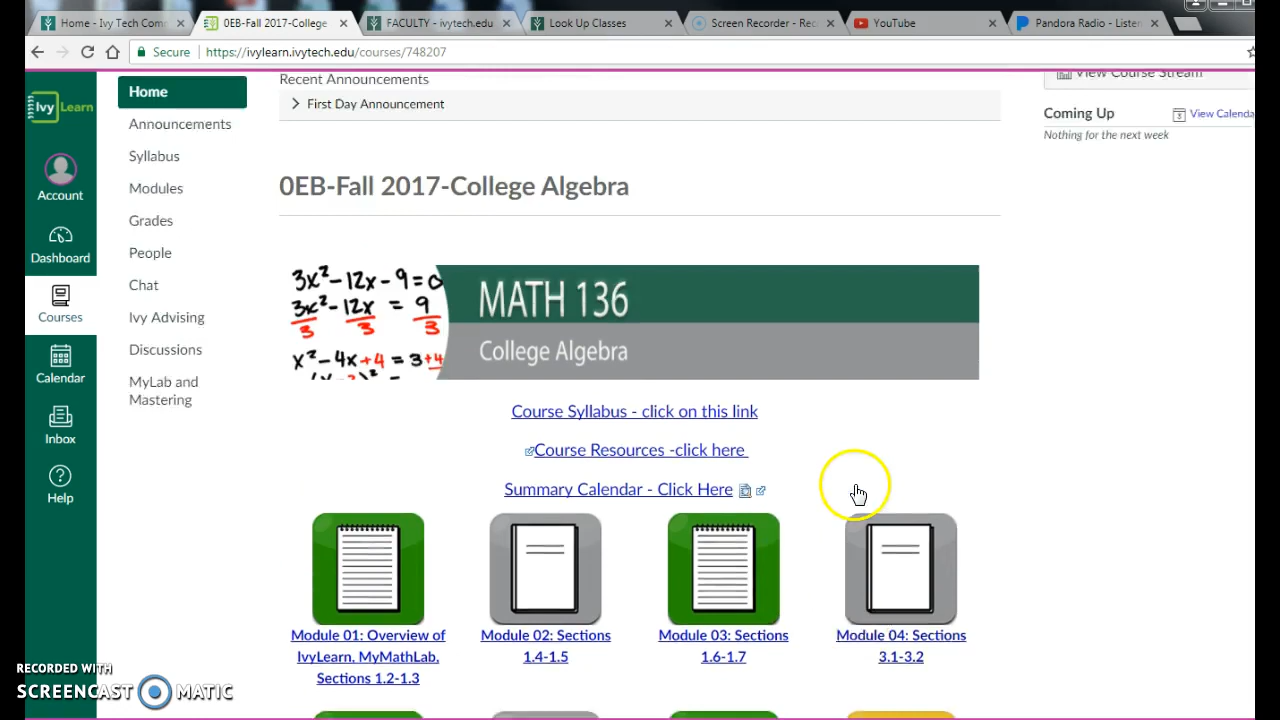 Home - Ivy Tech Com
0EB-Fall 2017-College
FACULTY - ivytech.edu
Look Up Classes
Screen Recorder - Rec
YouTube
Pandora Radio - Listen
Secure
https://ivylearn.ivytech.edu/courses/748207
Ivy Learn
Account
Dashboard
Courses
Calendar
Inbox
Help
Home
Announcements
Syllabus
Modules
Grades
People
Chat
Ivy Advising
Discussions
MyLab and
Mastering
Recent Announcements
First Day Announcement
0EB-Fall 2017-College Algebra
3x²-12x-9=0
3x²-12x = 9
3 3 3
x²-4x+4=3+4
MATH 136
College Algebra
Course Syllabus - click on this link
Course Resources -click here
Summary Calendar - Click Here
Module 01: Overview of
IvyLearn, MyMathLab,
Sections 1.2-1.3
Module 02: Sections
1.4-1.5
Module 03: Sections
1.6-1.7
Module 04: Sections
3.1-3.2
View Course Stream
Coming Up
3
View Calenda
Nothing for the next week
RECORDED WITH
SCREENCAST MATIC